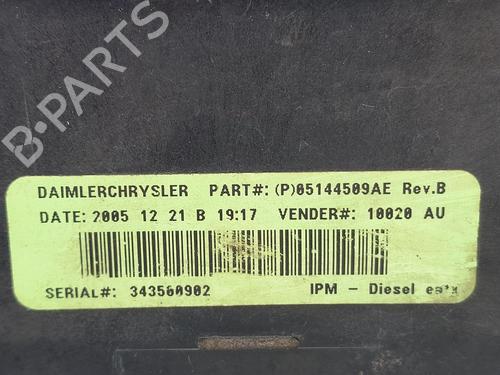 B-PARTS
DAIMLERCHRYSLER PART#: (P)05144509AE Rev.B
DATE: 2005 12 21 B 19:17 VENDER#: 10020 AU
SERIAL#: 343560902 IPM - Diesel